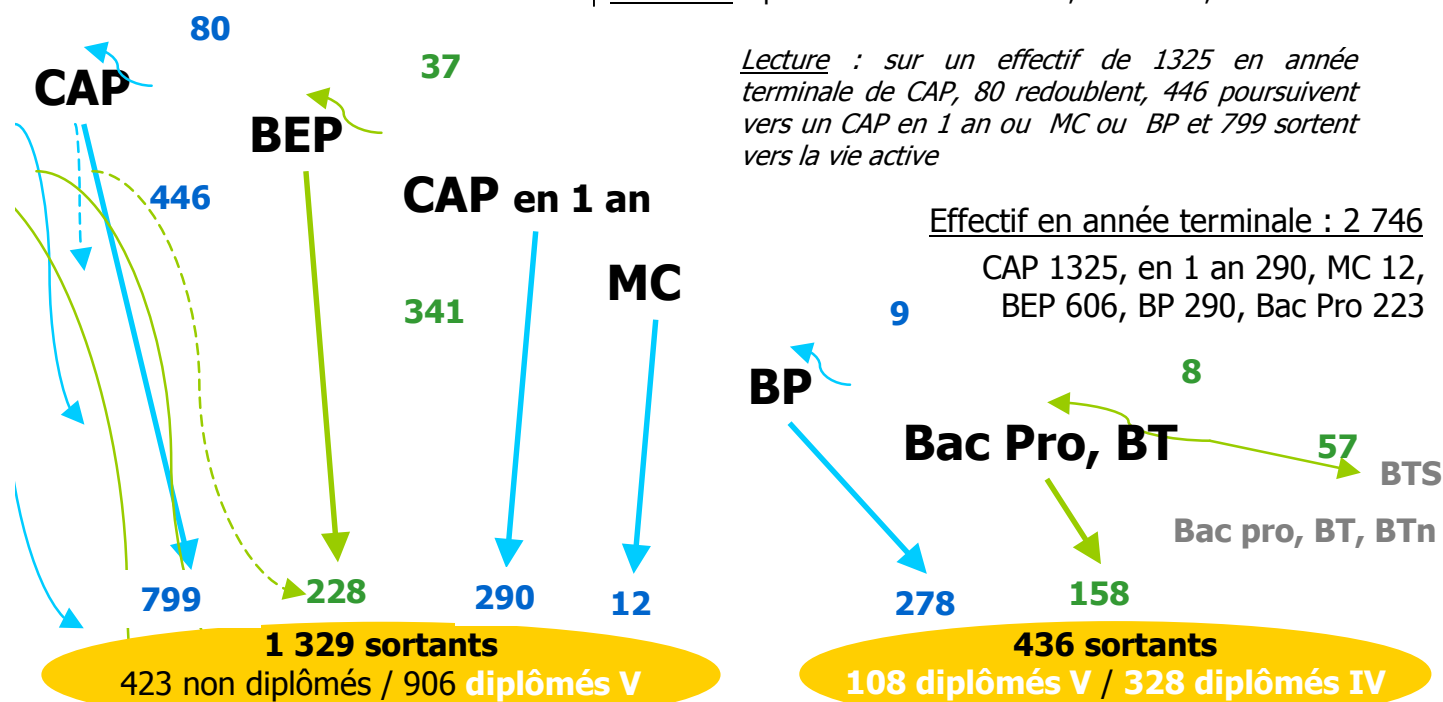 80
37
CAP
BEP
Lecture : sur un effectif de 1325 en année
terminale de CAP, 80 redoublent, 446 poursuivent
vers un CAP en 1 an ou MC ou BP et 799 sortent
vers la vie active
446
CAP en 1 an
MC
341
Effectif en année terminale : 2 746
CAP 1325, en 1 an 290, MC 12,
BEP 606, BP 290, Bac Pro 223
9
8
BP
Bac Pro, BT
57
BTS
Bac pro, BT, BTn
799
228
290
12
278
158
1 329 sortants
423 non diplômés / 906 diplômés V
436 sortants
108 diplômés V / 328 diplômés IV